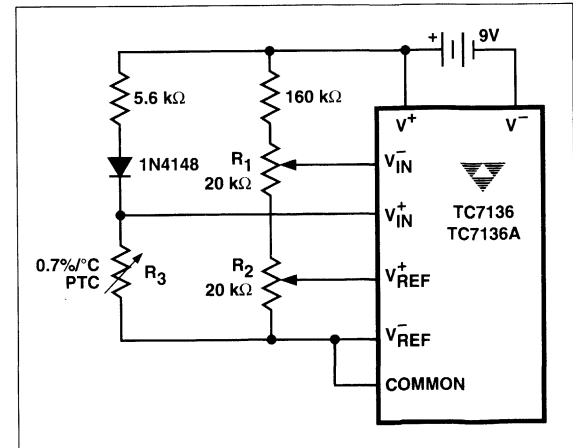 + 9V
5.6 kΩ
160 kΩ
V+
V−
1N4148
R1
20 kΩ
V−IN
V+IN
TC7136
TC7136A
0.7%/°C
PTC
R3
R2
20 kΩ
V+REF
V−REF
COMMON